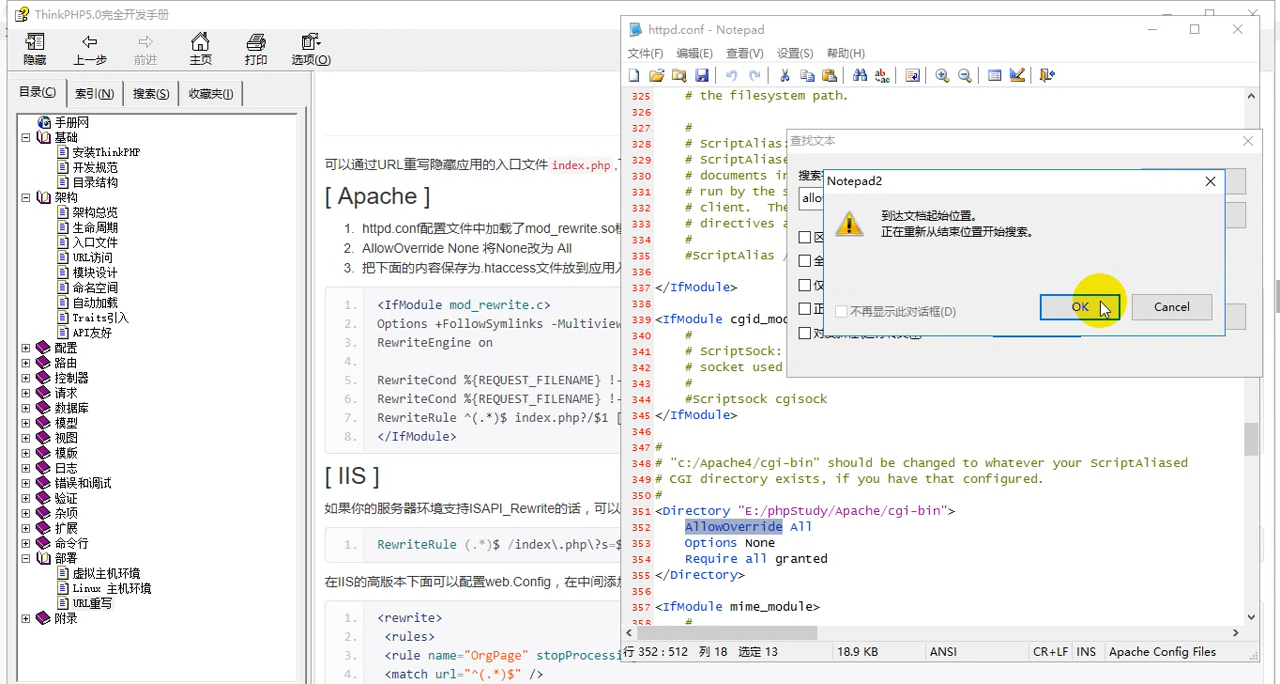 ThinkPHP5.0完全开发手册
隐藏
上一步
前进
主页
打印
选项(O)
目录(C)
索引(N)
搜索(S)
收藏夹(I)
手册网
基础
安装ThinkPHP
开发规范
目录结构
架构
架构总览
生命周期
入口文件
URL访问
模块设计
命名空间
自动加载
Traits引入
API友好
配置
路由
控制器
请求
数据库
模型
视图
模版
日志
错误和调试
验证
杂项
扩展
命令行
部署
虚拟主机环境
Linux 主机环境
URL重写
附录
可以通过URL重写隐藏应用的入口文件 index.php ,
[ Apache ]
1. httpd.conf配置文件中加载了mod_rewrite.so
2. AllowOverride None 将None改为 All
3. 把下面的内容保存为.htaccess文件放到应用入
1. <IfModule mod_rewrite.c>
2. Options +FollowSymlinks -Multiview
3. RewriteEngine on
4.
5. RewriteCond %{REQUEST_FILENAME} !-
6. RewriteCond %{REQUEST_FILENAME} !-
7. RewriteRule ^(.*)$ index.php?/$1 [
8. </IfModule>
[ IIS ]
如果你的服务器环境支持ISAPI_Rewrite的话，可以
1. RewriteRule (.*)$ /index\.php\?s=$
在IIS的高版本下面可以配置web.Config，在中间添加
1. <rewrite>
2. <rules>
3. <rule name="OrgPage" stopProcessi
4. <match url="^(.*)$" />
httpd.conf - Notepad
文件(F) 编辑(E) 查看(V) 设置(S) 帮助(H)
325 # the filesystem path.
326
327 #
328 # ScriptAlias:
329 # ScriptAliase
330 # documents in
331 # run by the s
332 # client. The
333 # directives a
334 #
335 #ScriptAlias /
336
337 </IfModule>
338
339 <IfModule cgid_mod
340 #
341 # ScriptSock:
342 # socket used
343 #
344 #Scriptsock cgisock
345 </IfModule>
346
347 #
348 # "c:/Apache4/cgi-bin" should be changed to whatever your ScriptAliased
349 # CGI directory exists, if you have that configured.
350 #
351 <Directory "E:/phpStudy/Apache/cgi-bin">
352 AllowOverride All
353 Options None
354 Require all granted
355 </Directory>
356
357 <IfModule mime_module>
358 #
行 352 : 512 列 18 选定 13
18.9 KB
ANSI
CR+LF
INS
Apache Config Files
查找文本
allo
Notepad2
到达文档起始位置。
正在重新从结束位置开始搜索。
不再显示此对话框(D)
OK
Cancel